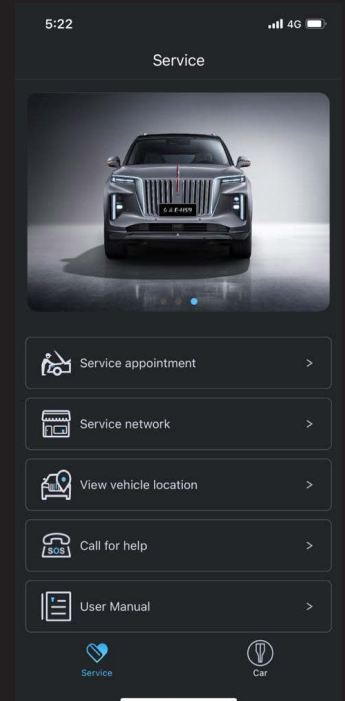 5:22
4G
Service
E-HS9
Service appointment
>
Service network
>
View vehicle location
>
SOS
Call for help
>
User Manual
>
Service
Car